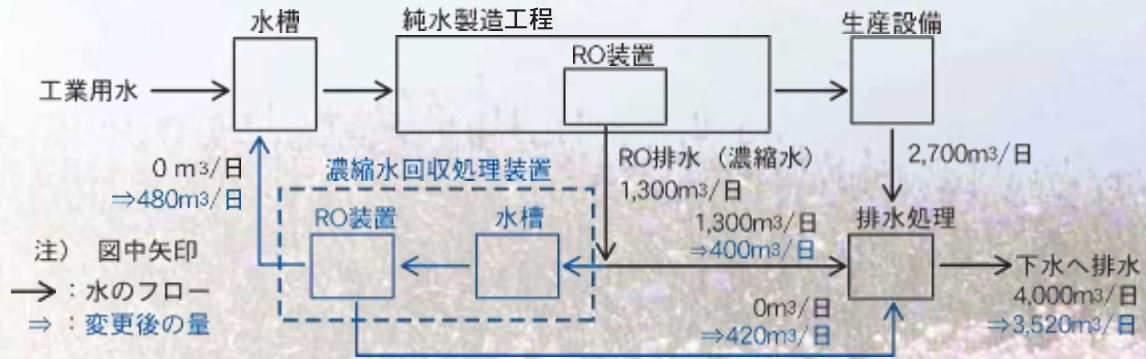 水槽
純水製造工程
生産設備
RO装置
工業用水
RO排水（濃縮水）
1,300m3/日
2,700m3/日
0 m3/日
⇒480m3/日
濃縮水回収処理装置
RO装置
水槽
1,300m3/日
⇒400m3/日
排水処理
注） 図中矢印
→：水のフロー
⇒：変更後の量
下水へ排水
4,000m3/日
⇒3,520m3/日
0m3/日
⇒420m3/日